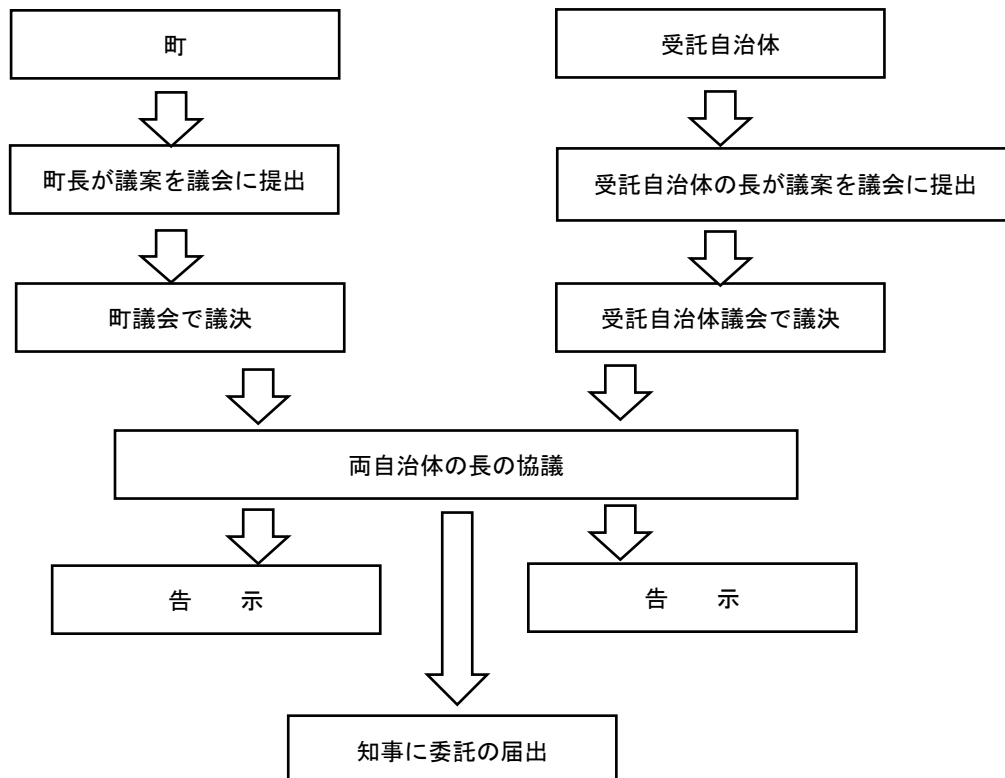 町
受託自治体
町長が議案を議会に提出
受託自治体の長が議案を議会に提出
町議会で議決
受託自治体議会で議決
両自治体の長の協議
告　　示
告　　示
知事に委託の届出